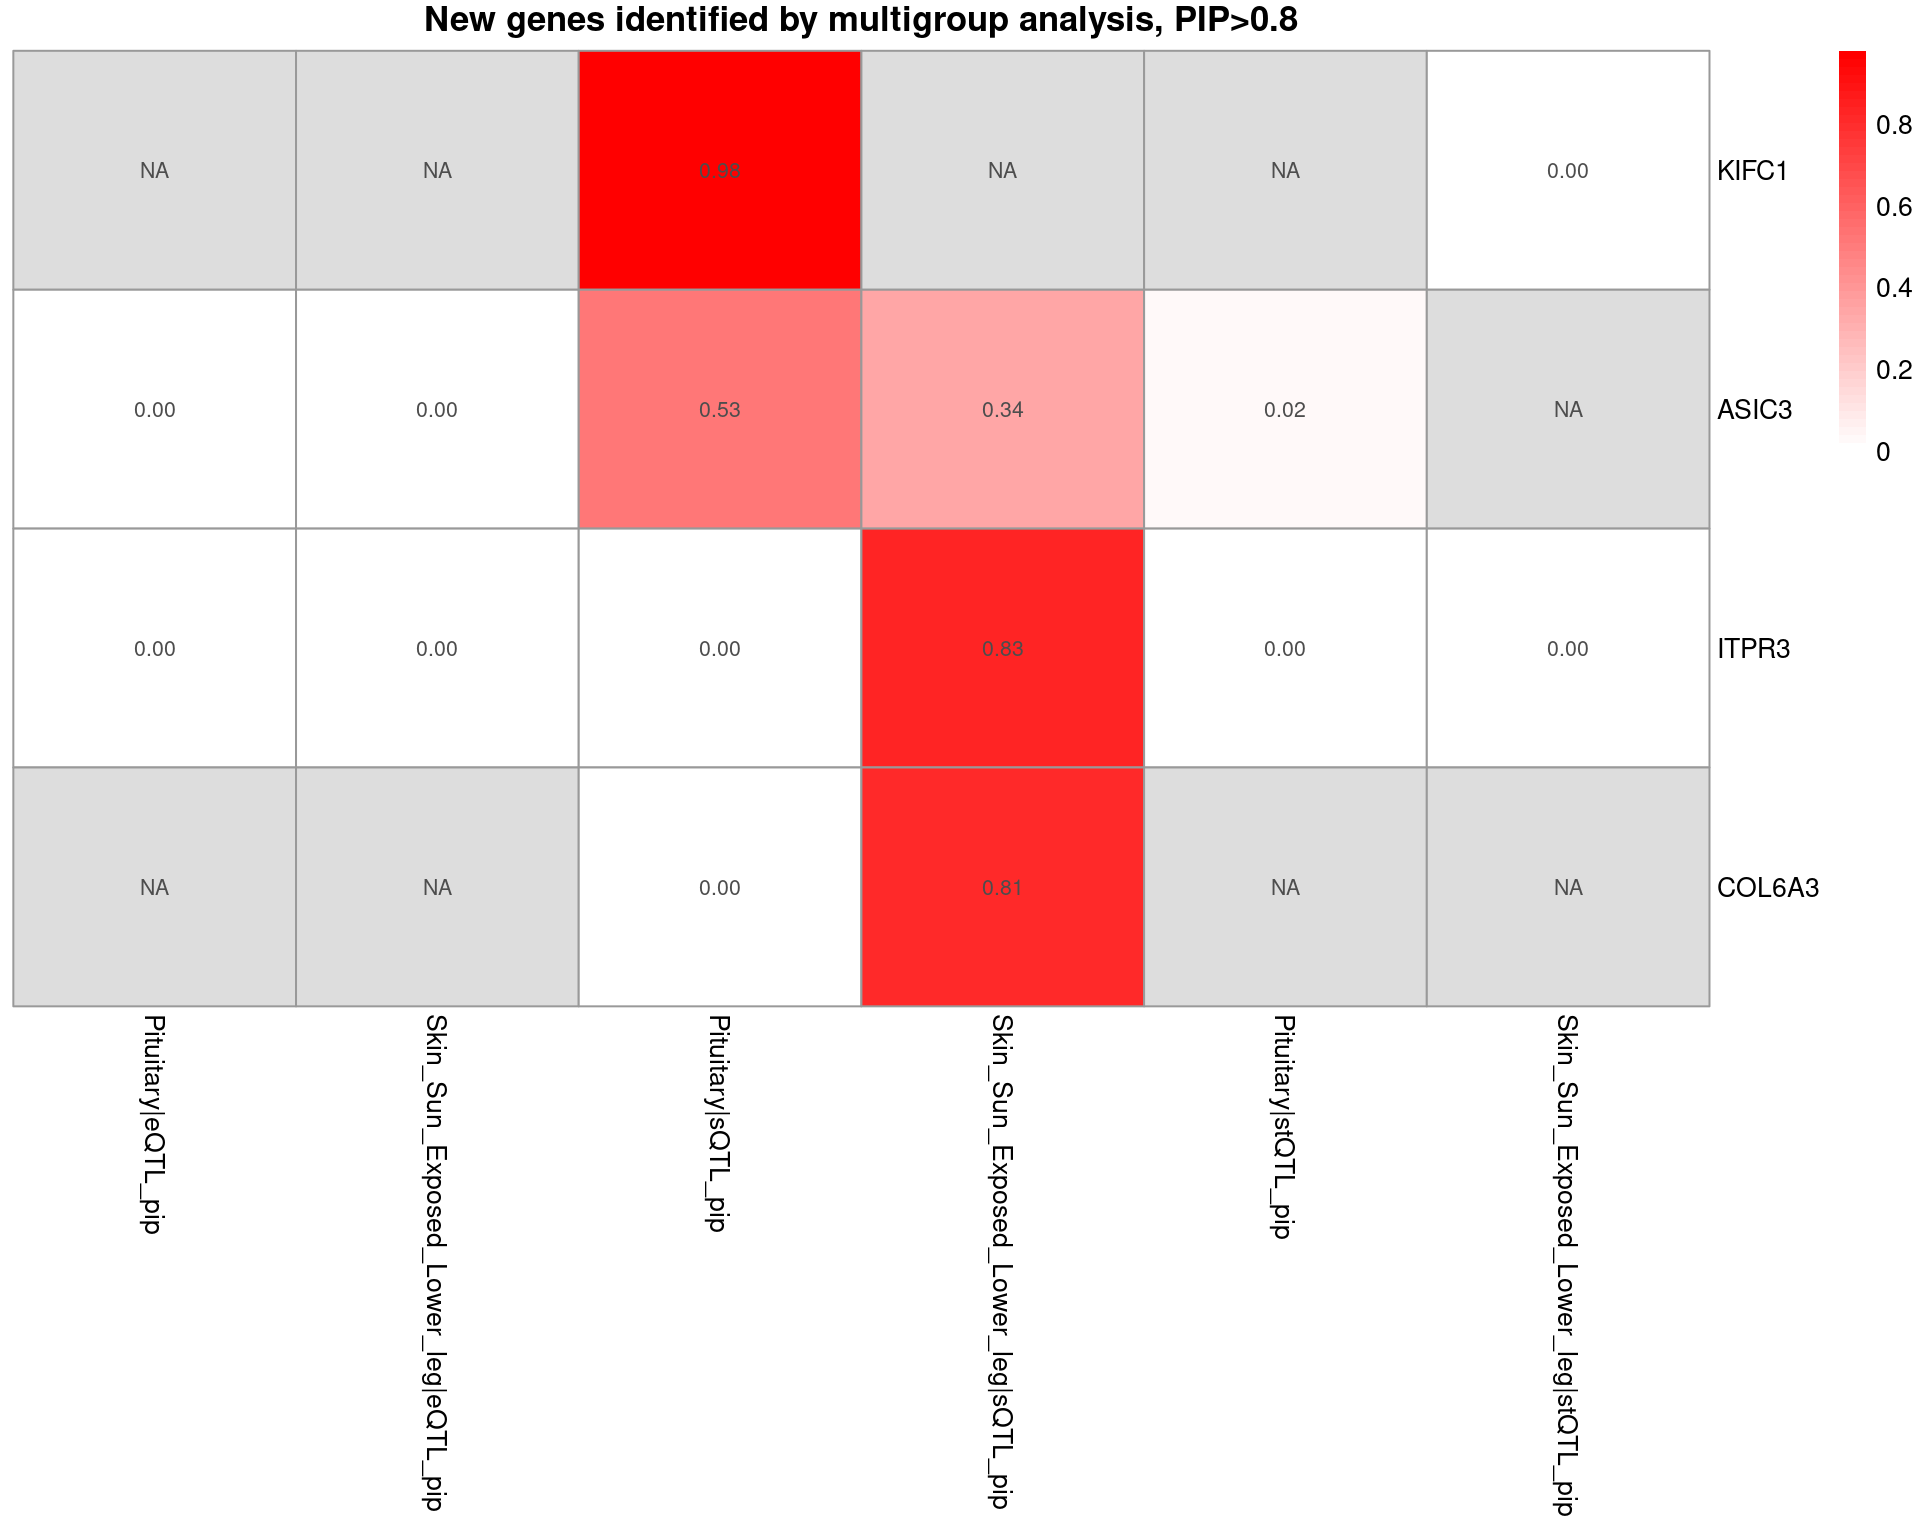 New genes identified by multigroup analysis, PIP>0.8
NA NA 0.98 NA NA 0.00 KIFC1
0.00 0.00 0.53 0.34 0.02 NA ASIC3
0.00 0.00 0.00 0.83 0.00 0.00 ITPR3
NA NA 0.00 0.81 NA NA COL6A3
0.8
0.6
0.4
0.2
0
Pituitary|eQTL_pip
Skin_Sun_Exposed_Lower_leg|eQTL_pip
Pituitary|sQTL_pip
Skin_Sun_Exposed_Lower_leg|sQTL_pip
Pituitary|stQTL_pip
Skin_Sun_Exposed_Lower_leg|stQTL_pip